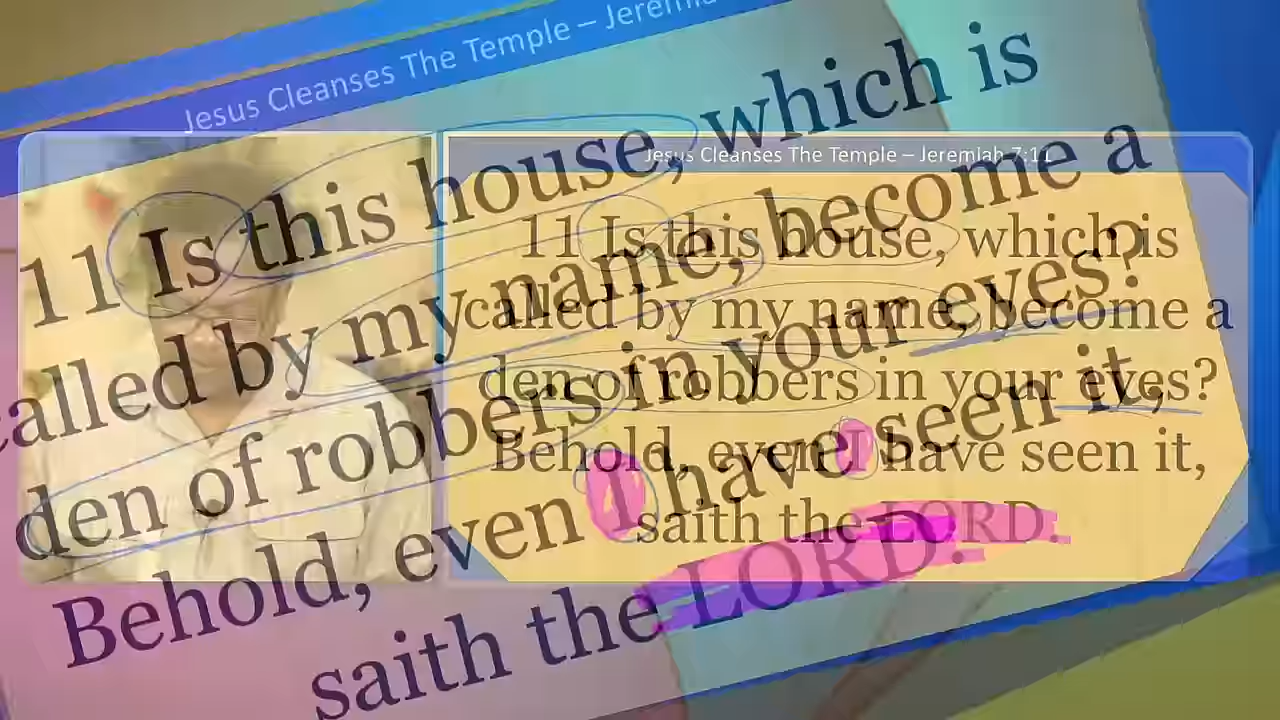 Jesus Cleanses The Temple – Jeremia
11 Is this house, which is
called by my name, become a
den of robbers in your eyes?
Behold, even I have seen it,
saith the LORD.
Jesus Cleanses The Temple – Jeremiah 7:11
11 Is this house, which is
called by my name, become a
den of robbers in your eyes?
Behold, even I have seen it,
saith the LORD.